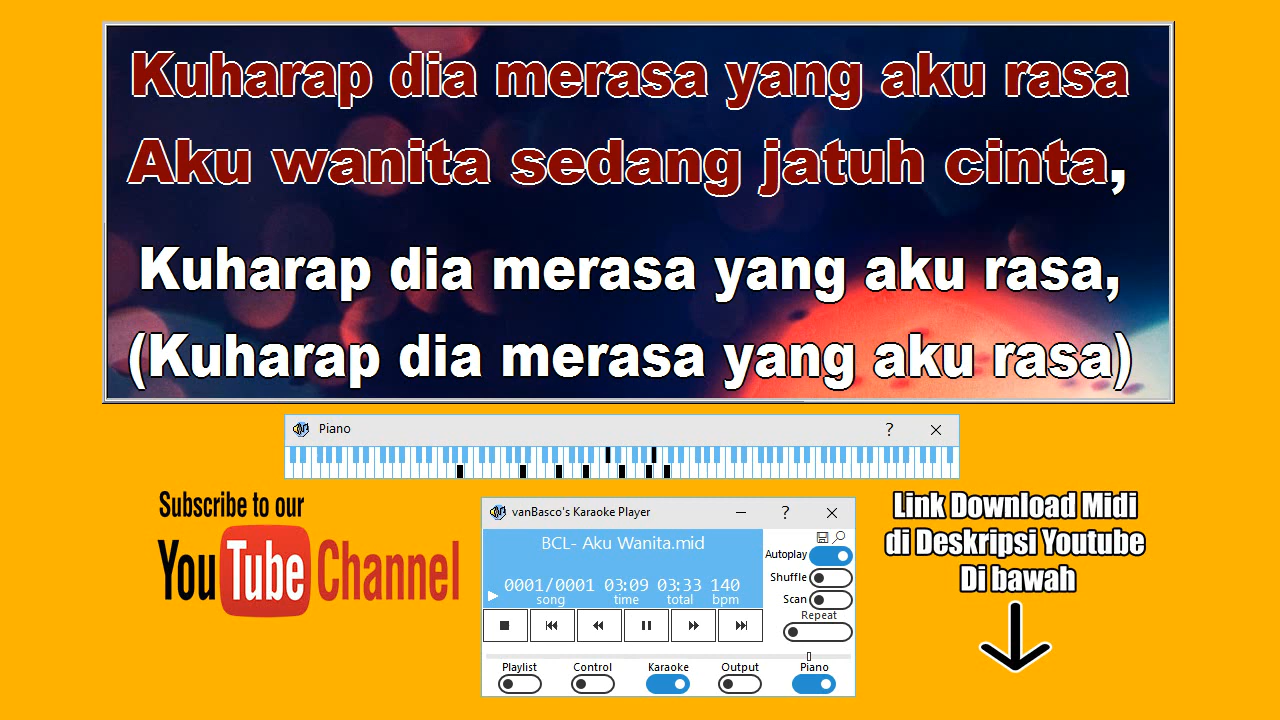 Kuharap dia merasa yang aku rasa
Aku wanita sedang jatuh cinta,
Kuharap dia merasa yang aku rasa,
(Kuharap dia merasa yang aku rasa)
Piano
?
Subscribe to our
YouTube Channel
vanBasco's Karaoke Player
?
BCL- Aku Wanita.mid
0001/0001 03:09 03:33 140
song time total bpm
Autoplay
Shuffle
Scan
Repeat
Playlist Control Karaoke Output Piano
Link Download Midi
di Deskripsi Youtube
Di bawah